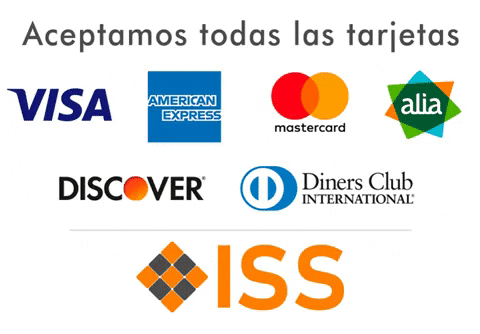 Aceptamos todas las tarjetas
VISA
AMERICAN
EXPRESS
mastercard
alia
DISCOVER®
Diners Club
INTERNATIONAL®
ISS